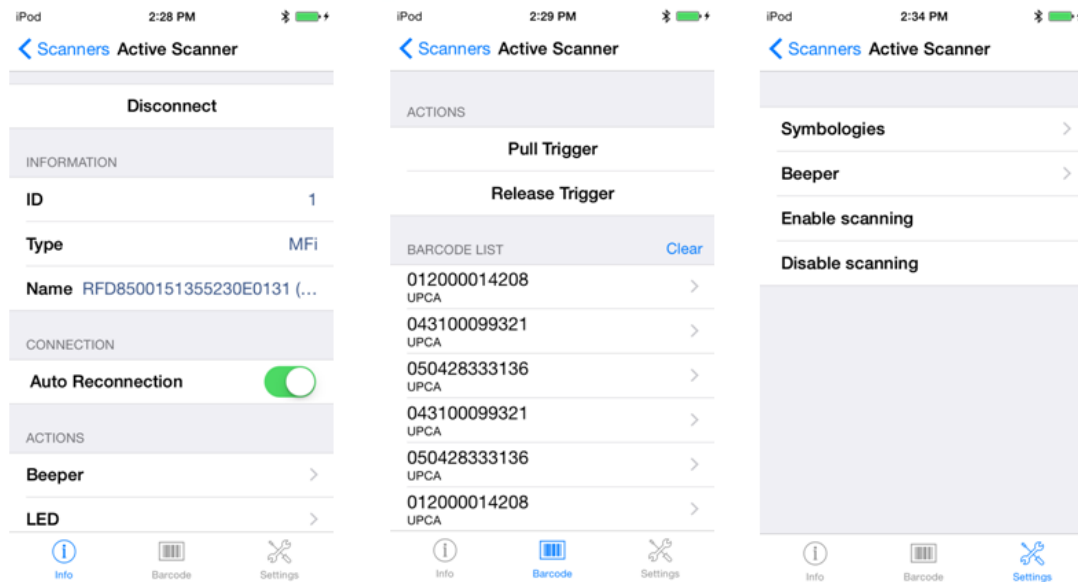 iPod 2:28 PM
Scanners Active Scanner
Disconnect
INFORMATION
ID 1
Type MFi
Name RFD8500151355230E0131 (...
CONNECTION
Auto Reconnection
ACTIONS
Beeper
LED
Info Barcode Settings
iPod 2:29 PM
Scanners Active Scanner
ACTIONS
Pull Trigger
Release Trigger
BARCODE LIST Clear
012000014208
UPCA
043100099321
UPCA
050428333136
UPCA
043100099321
UPCA
050428333136
UPCA
012000014208
UPCA
Info Barcode Settings
iPod 2:34 PM
Scanners Active Scanner
Symbologies
Beeper
Enable scanning
Disable scanning
Info Barcode Settings